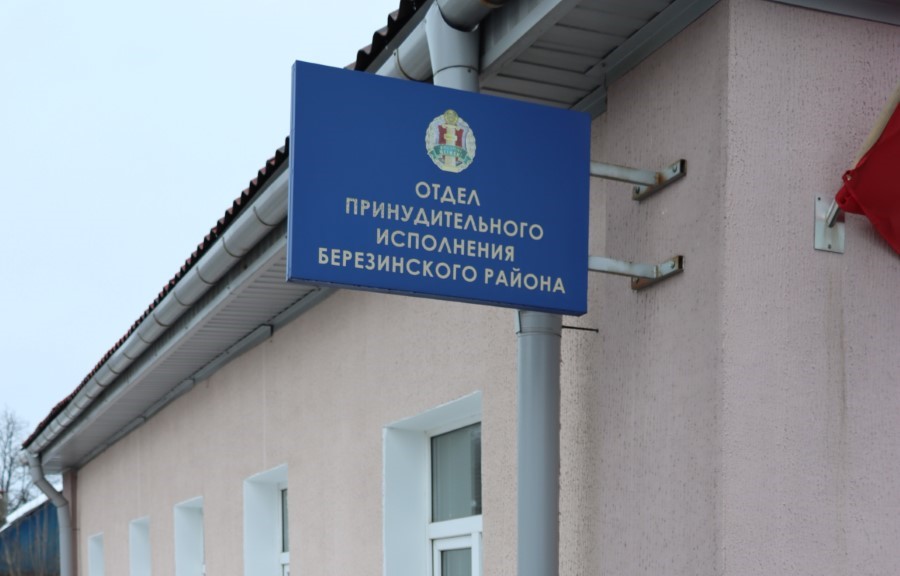 ОТДЕЛ
ПРИНУДИТЕЛЬНОГО
ИСПОЛНЕНИЯ
БЕРЕЗИНСКОГО РАЙОНА